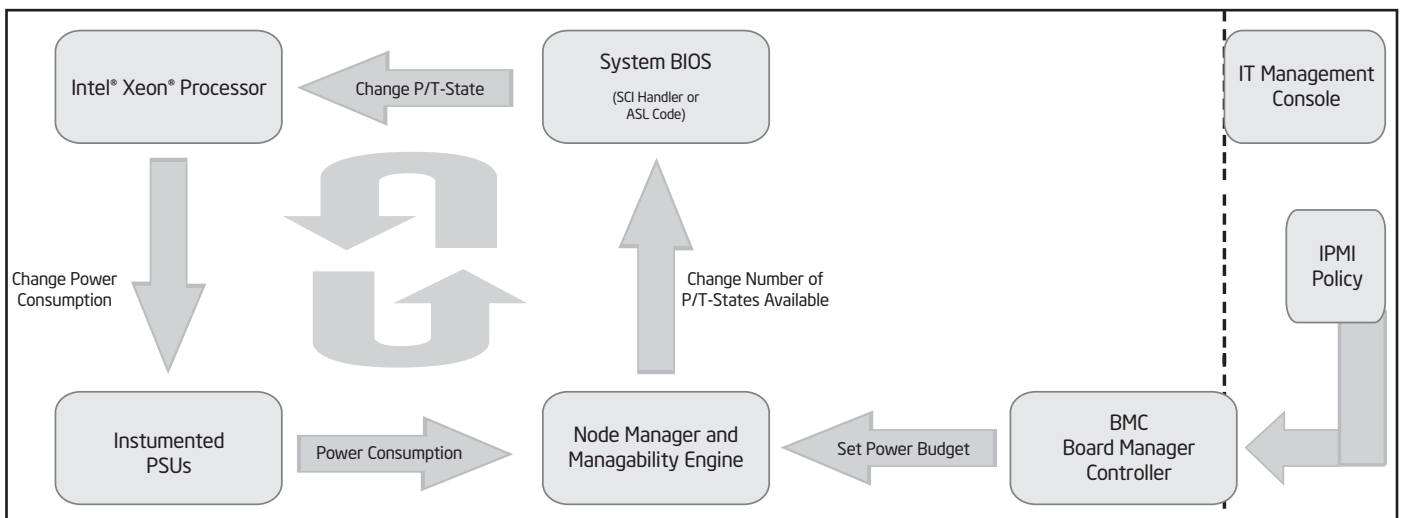 Intel® Xeon® Processor
Change P/T-State
System BIOS
(SCI Handler or
ASL Code)
IT Management
Console
Change Power
Consumption
Change Number of
P/T-States Available
IPMI
Policy
Instumented
PSUs
Power Consumption
Node Manager and
Managability Engine
Set Power Budget
BMC
Board Manager
Controller